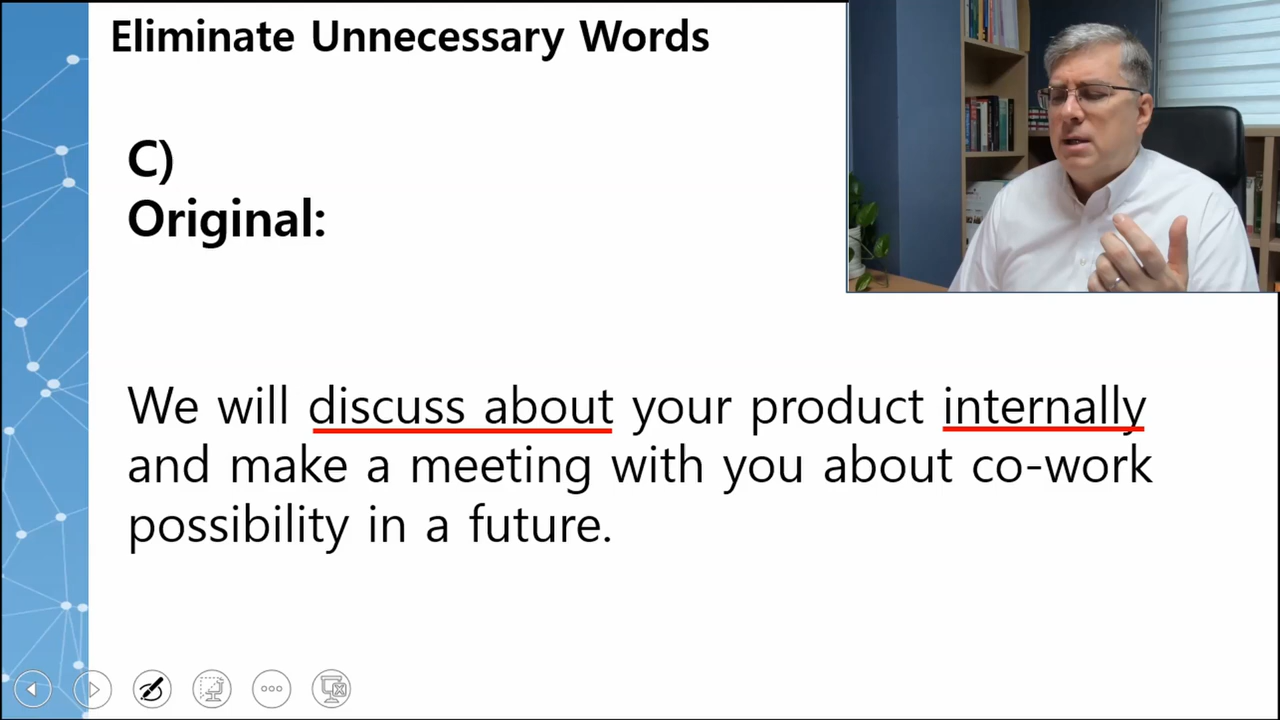 Eliminate Unnecessary Words
C)
Original:
We will discuss about your product internally
and make a meeting with you about co-work
possibility in a future.